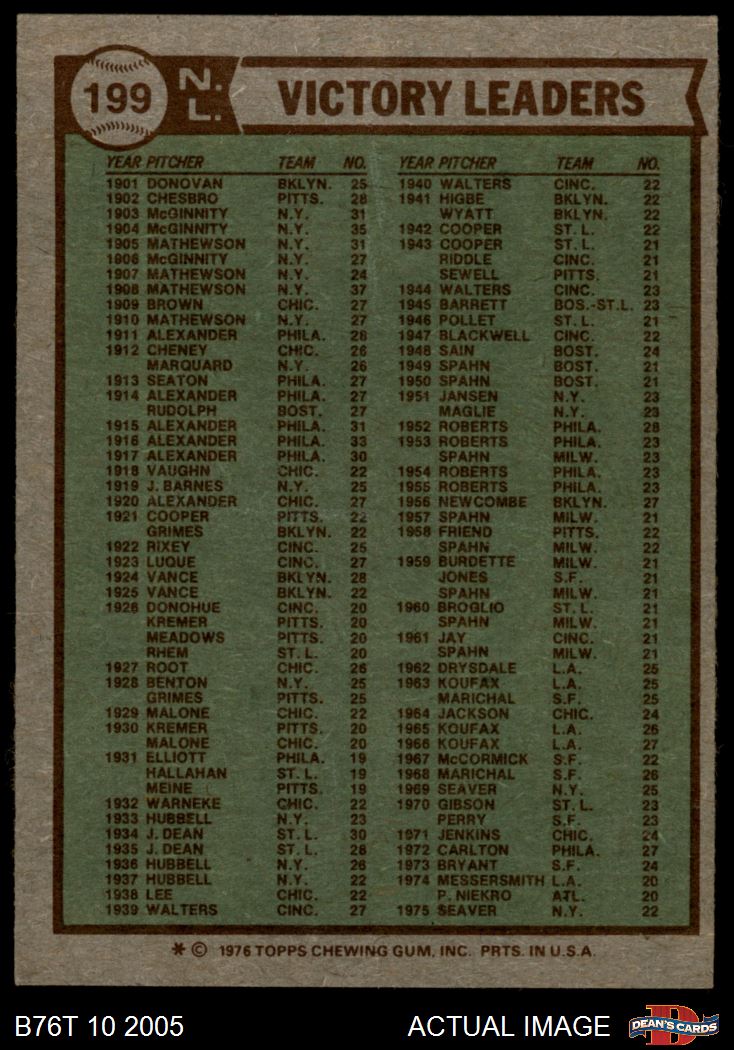 199 N.L. VICTORY LEADERS
YEAR PITCHER TEAM NO.
1901 DONOVAN BKLYN. 25
1902 CHESBRO PITTS. 28
1903 McGINNITY N.Y. 31
1904 McGINNITY N.Y. 35
1905 MATHEWSON N.Y. 31
1906 McGINNITY N.Y. 27
1907 MATHEWSON N.Y. 24
1908 MATHEWSON N.Y. 37
1909 BROWN CHIC. 27
1910 MATHEWSON N.Y. 27
1911 ALEXANDER PHILA. 28
1912 CHENEY CHIC. 26
MARQUARD N.Y. 26
1913 SEATON PHILA. 27
1914 ALEXANDER PHILA. 27
RUDOLPH BOST. 27
1915 ALEXANDER PHILA. 31
1916 ALEXANDER PHILA. 33
1917 ALEXANDER PHILA. 30
1918 VAUGHN CHIC. 22
1919 J. BARNES N.Y. 25
1920 ALEXANDER CHIC. 27
1921 COOPER PITTS. 22
GRIMES BKLYN. 22
1922 RIXEY CINC. 25
1923 LUQUE CINC. 27
1924 VANCE BKLYN. 28
1925 VANCE BKLYN. 22
1926 DONOHUE CINC. 20
KREMER PITTS. 20
MEADOWS PITTS. 20
RHEM ST. L. 20
1927 ROOT CHIC. 26
1928 BENTON N.Y. 25
GRIMES PITTS. 25
1929 MALONE CHIC. 22
1930 KREMER PITTS. 20
MALONE CHIC. 20
1931 ELLIOTT PHILA. 19
HALLAHAN ST. L. 19
MEINE PITTS. 19
1932 WARNEKE CHIC. 22
1933 HUBBELL N.Y. 23
1934 J. DEAN ST. L. 30
1935 J. DEAN ST. L. 28
1936 HUBBELL N.Y. 26
1937 HUBBELL N.Y. 22
1938 LEE CHIC. 22
1939 WALTERS CINC. 27
YEAR PITCHER TEAM NO.
1940 WALTERS CINC. 22
1941 HIGBE BKLYN. 22
WYATT BKLYN. 22
1942 COOPER ST. L. 22
1943 COOPER ST. L. 21
RIDDLE CINC. 21
SEWELL PITTS. 21
1944 WALTERS CINC. 23
1945 BARRETT BOS.-ST.L. 23
1946 POLLET ST. L. 21
1947 BLACKWELL CINC. 22
1948 SAIN BOST. 24
1949 SPAHN BOST. 21
1950 SPAHN BOST. 21
1951 JANSEN N.Y. 23
MAGLIE N.Y. 23
1952 ROBERTS PHILA. 28
1953 ROBERTS PHILA. 23
SPAHN MILW. 23
1954 ROBERTS PHILA. 23
1955 ROBERTS PHILA. 23
1956 NEWCOMBE BKLYN. 27
1957 SPAHN MILW. 21
1958 FRIEND PITTS. 22
SPAHN MILW. 22
1959 BURDETTE MILW. 21
JONES S.F. 21
SPAHN MILW. 21
1960 BROGLIO ST. L. 21
SPAHN MILW. 21
1961 JAY CINC. 21
SPAHN MILW. 21
1962 DRYSDALE L.A. 25
1963 KOUFAX L.A. 25
MARICHAL S.F. 25
1964 JACKSON CHIC. 24
1965 KOUFAX L.A. 26
1966 KOUFAX L.A. 27
1967 McCORMICK S.F. 22
1968 MARICHAL S.F. 26
1969 SEAVER N.Y. 25
1970 GIBSON ST. L. 23
PERRY S.F. 23
1971 JENKINS CHIC. 24
1972 CARLTON PHILA. 27
1973 BRYANT S.F. 24
1974 MESSERSMITH L.A. 20
P. NIEKRO ATL. 20
1975 SEAVER N.Y. 22
* © 1976 TOPPS CHEWING GUM, INC. PRTS. IN U.S.A.
B76T 10 2005 ACTUAL IMAGE DEAN'S CARDS